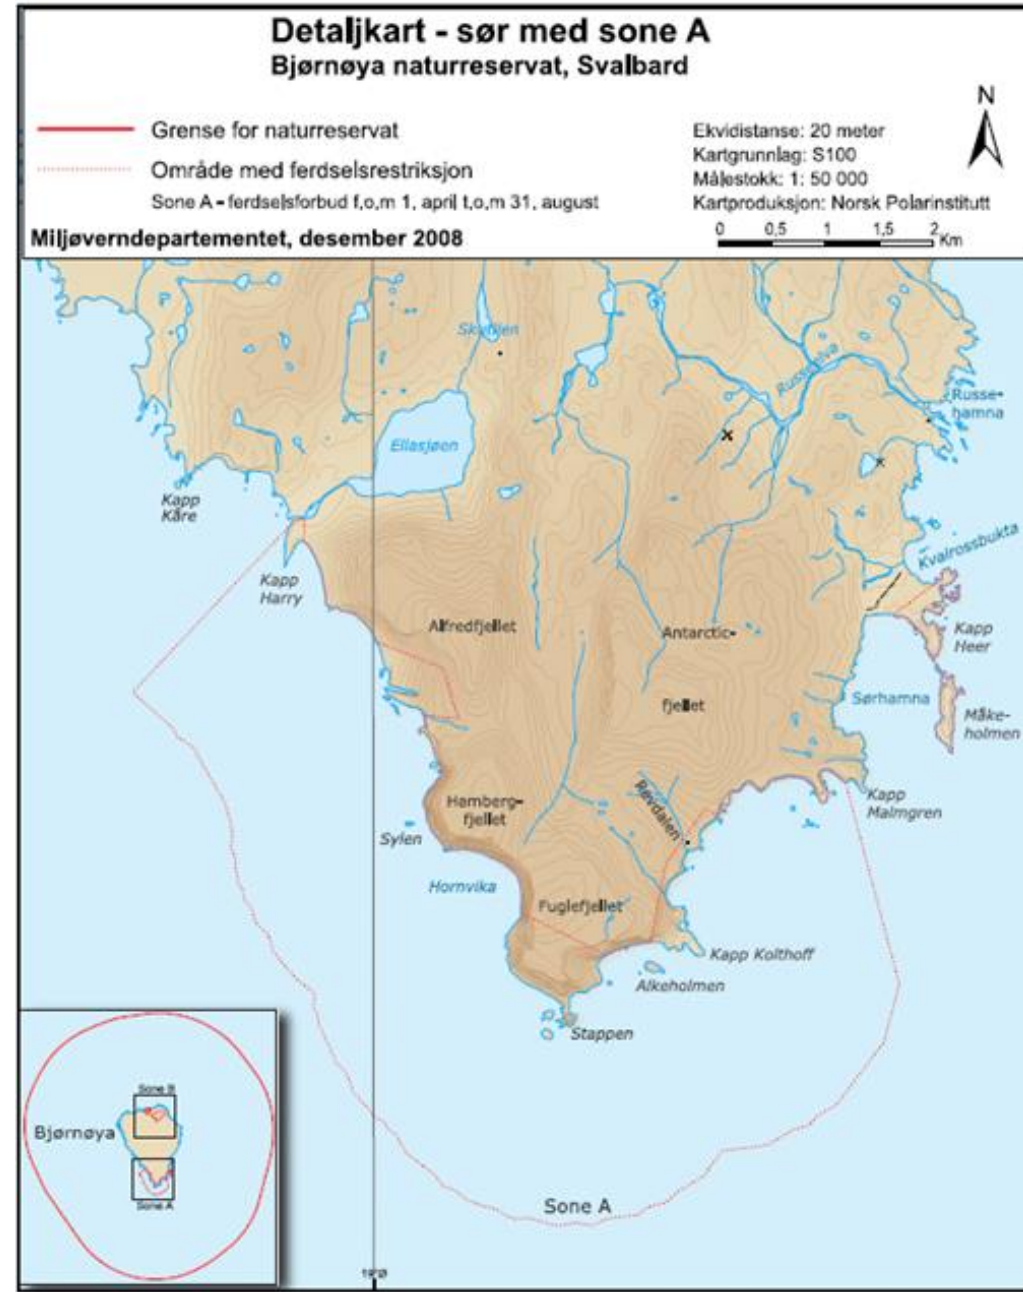 Detaljkart - sør med sone A
Bjørnøya naturreservat, Svalbard
Grense for naturreservat
Område med ferdselsrestriksjon
Sone A - ferdselsforbud f.o.m 1. april t.o.m 31. august
Miljøverndepartementet, desember 2008
N
Ekvidistanse: 20 meter
Kartgrunnlag: S100
Målestokk: 1: 50 000
Kartproduksjon: Norsk Polarinstitutt
0 0,5 1 1,5 2 Km
Russeelva
Russe-
hamna
Ellasjøen
Kapp
Kåre
Kapp
Harry
Kvalrossbukta
Alfredfjellet
Antarctic-
fjellet
Kapp
Heer
Sørhamna
Måke-
holmen
Kapp
Malmgren
Hamberg-
fjellet
Revdalen
Sylen
Hornvika
Fuglefjellet
Kapp Kolthoff
Alkeholmen
Stappen
Sone A
Sone B
Bjørnøya
Sone A